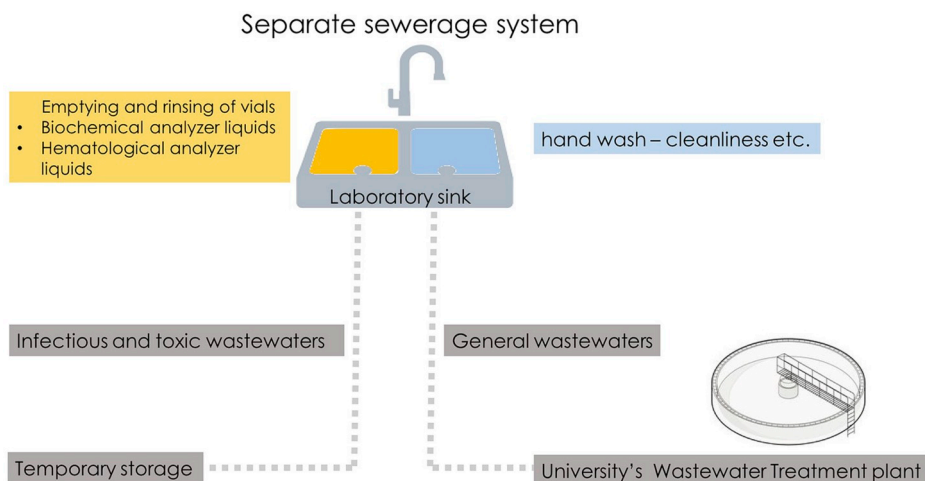 Separate sewerage system
Emptying and rinsing of vials
• Biochemical analyzer liquids
• Hematological analyzer
liquids
hand wash – cleanliness etc.
Laboratory sink
Infectious and toxic wastewaters
General wastewaters
Temporary storage
University's Wastewater Treatment plant